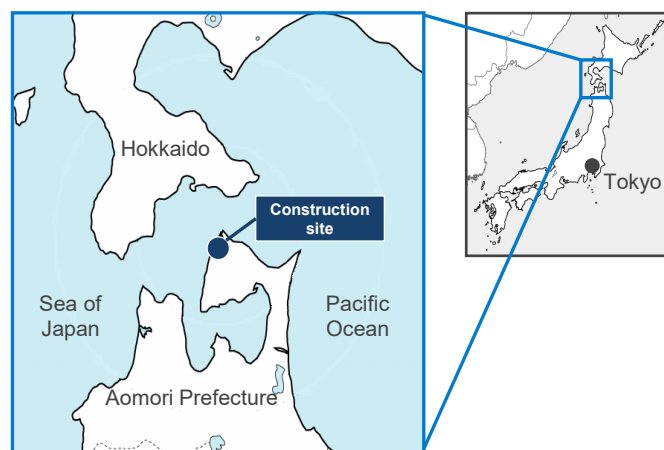 Hokkaido
Construction
site
Sea of
Japan
Pacific
Ocean
Aomori Prefecture
Tokyo